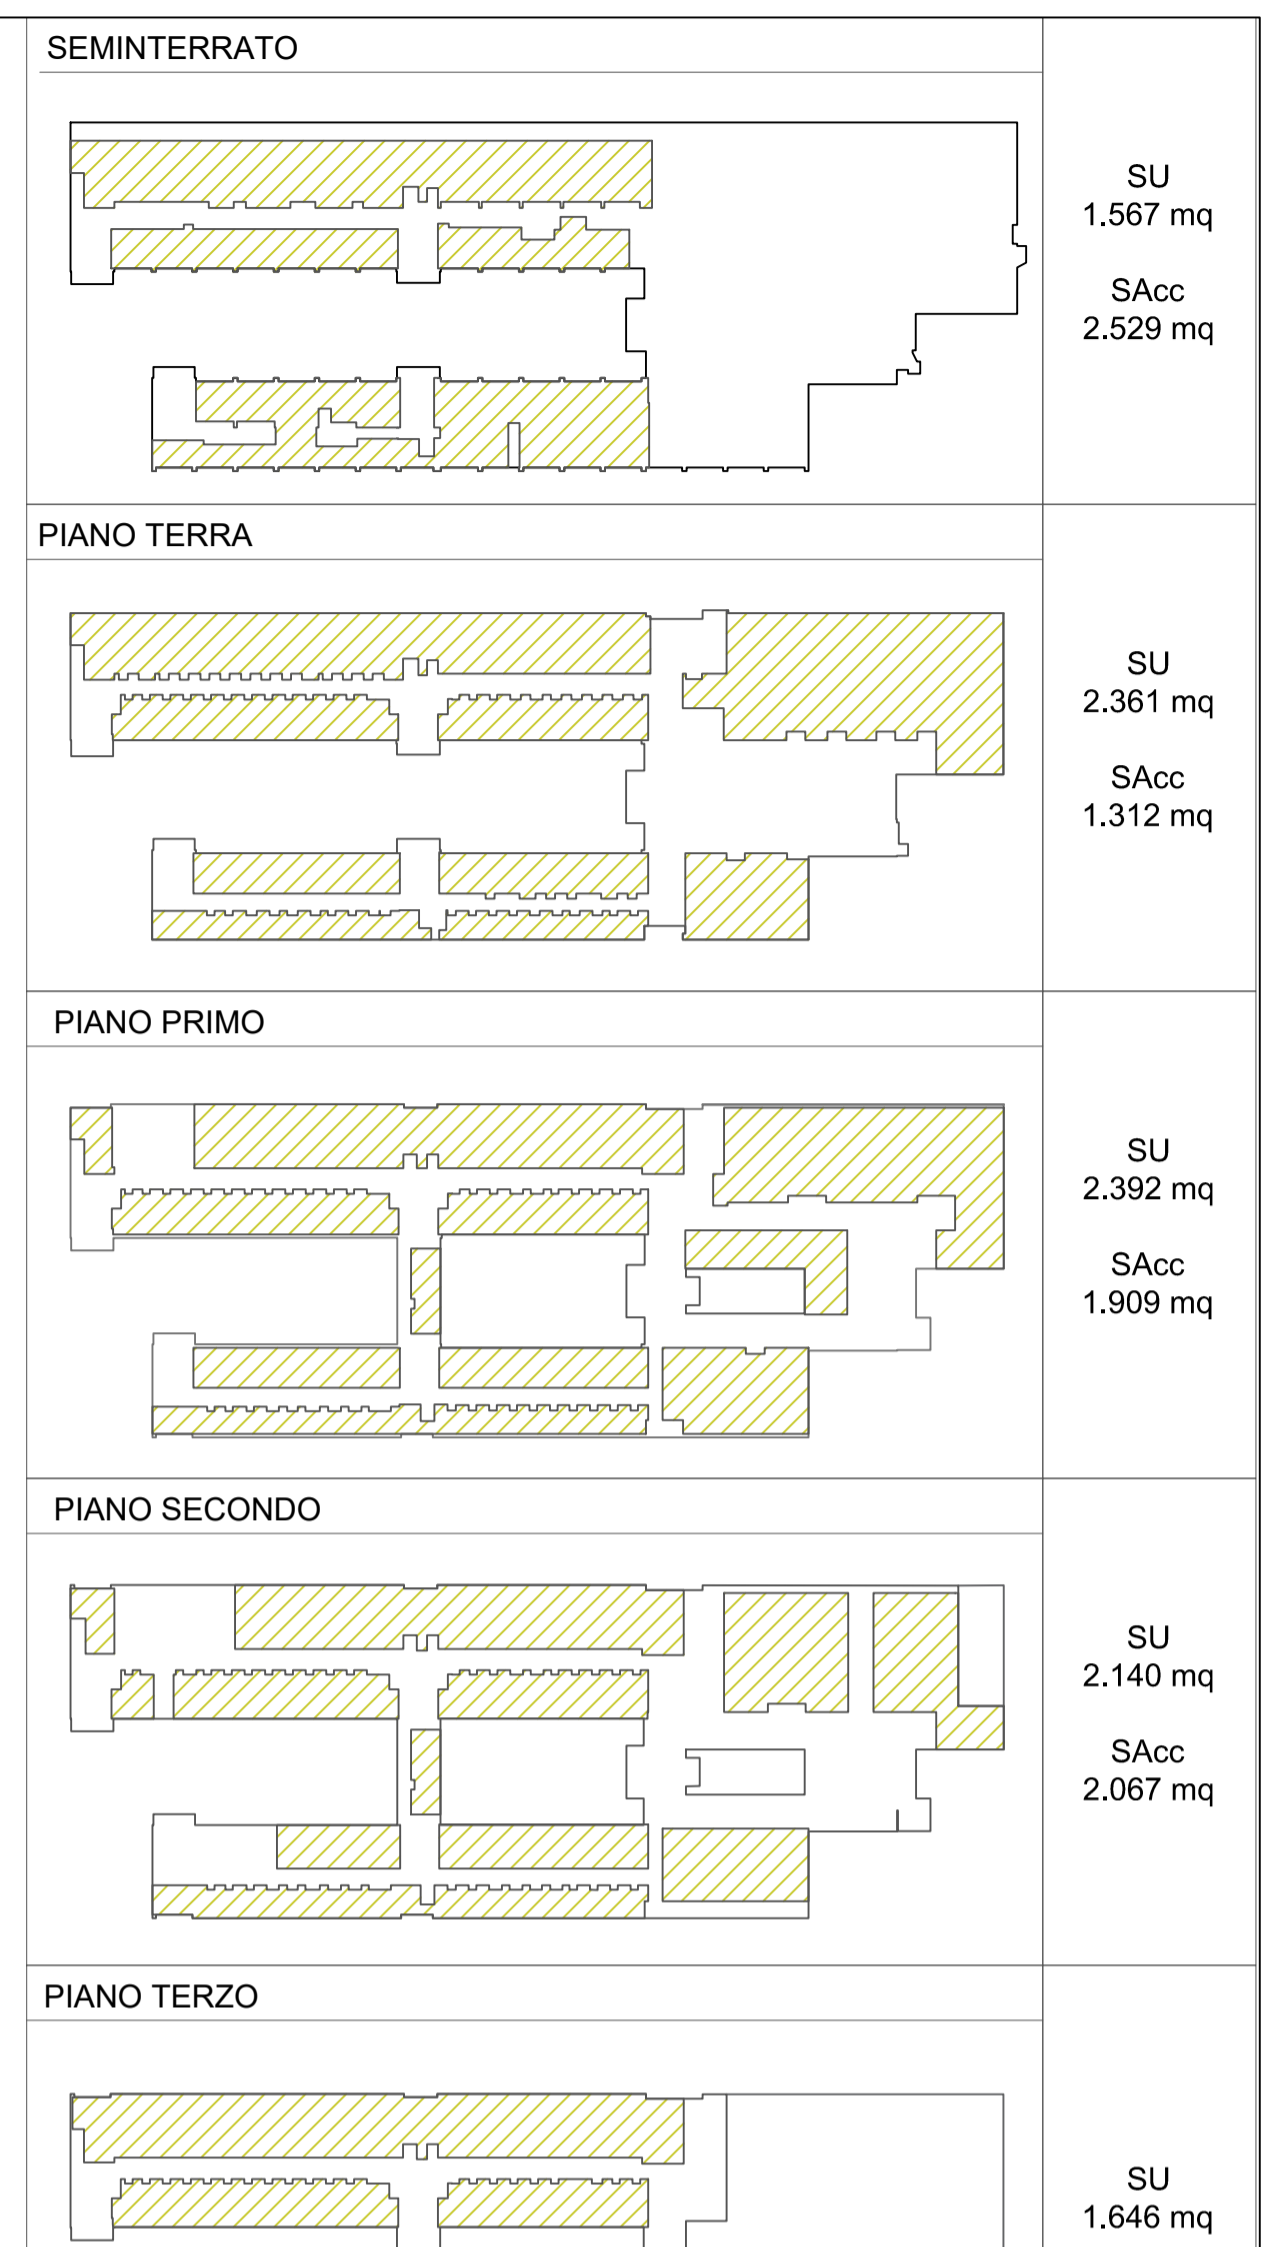 SEMINTERRATO
SU
1.567 mq
SAcc
2.529 mq
PIANO TERRA
SU
2.361 mq
SAcc
1.312 mq
PIANO PRIMO
SU
2.392 mq
SAcc
1.909 mq
PIANO SECONDO
SU
2.140 mq
SAcc
2.067 mq
PIANO TERZO
SU
1.646 mq